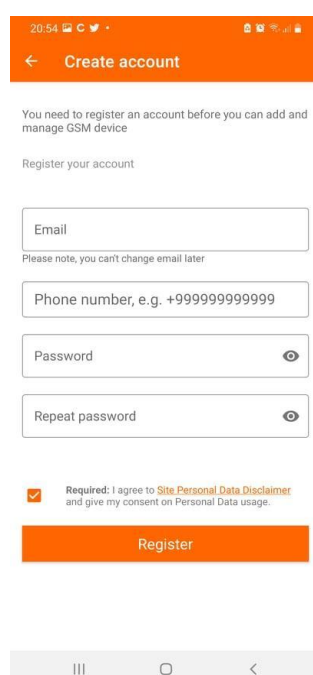 20:54
Create account
You need to register an account before you can add and
manage GSM device
Register your account
Email
Please note, you can't change email later
Phone number, e.g. +999999999999
Password
Repeat password
Required: I agree to Site Personal Data Disclaimer
and give my consent on Personal Data usage.
Register